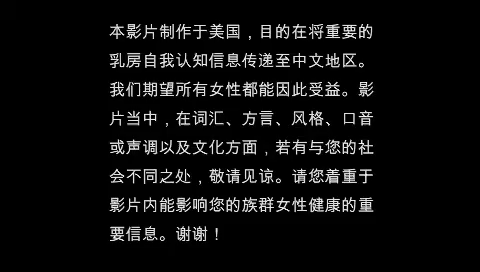 本影片制作于美国，目的在将重要的
乳房自我认知信息传递至中文地区。
我们期望所有女性都能因此受益。影
片当中，在词汇、方言、风格、口音
或声调以及文化方面，若有与您的社
会不同之处，敬请见谅。请您着重于
影片内能影响您的族群女性健康的重
要信息。谢谢！